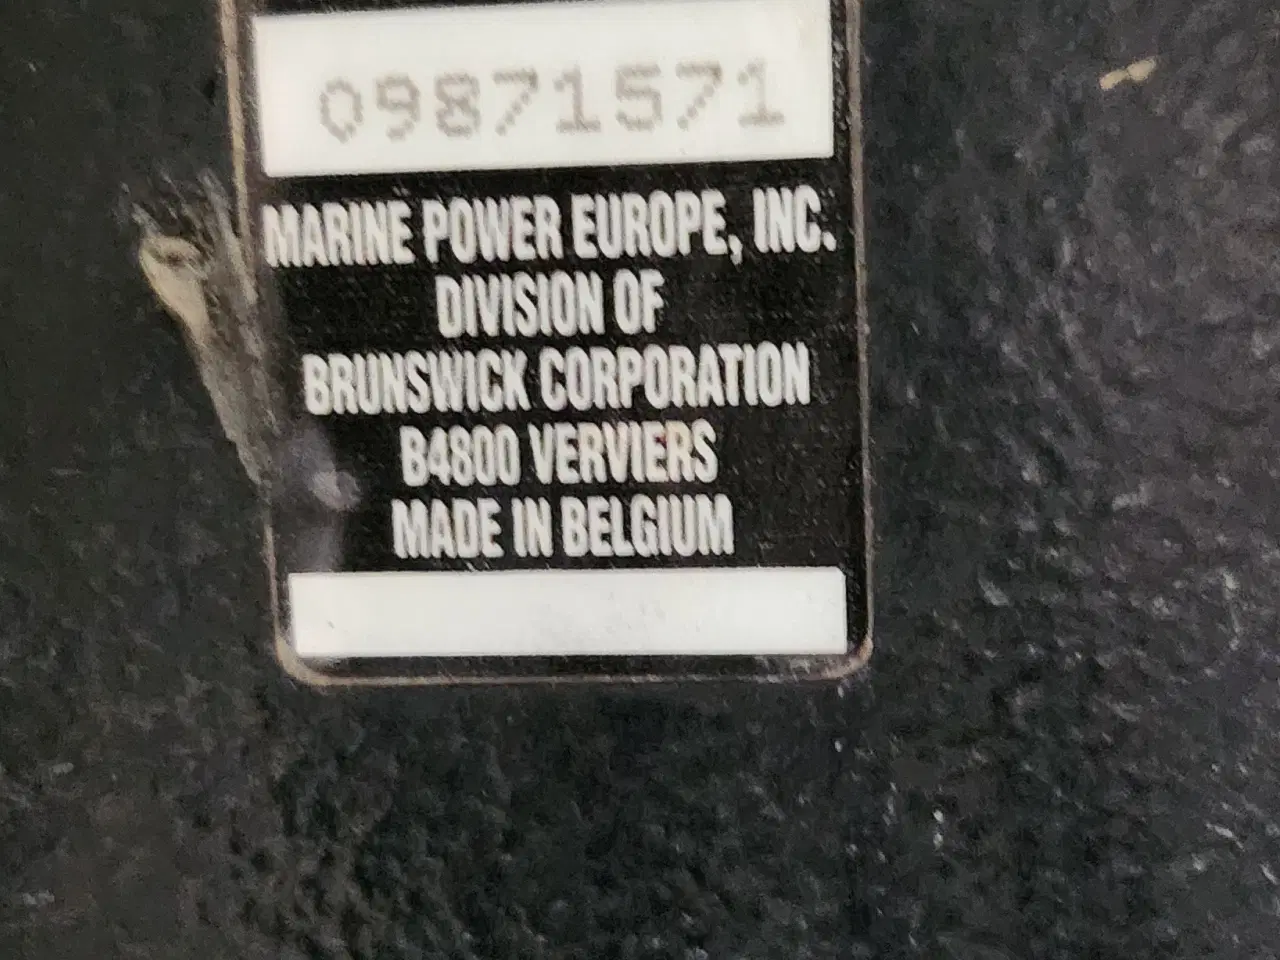 09871571
MARINE POWER EUROPE, INC.
DIVISION OF
BRUNSWICK CORPORATION
B4800 VERVIERS
MADE IN BELGIUM